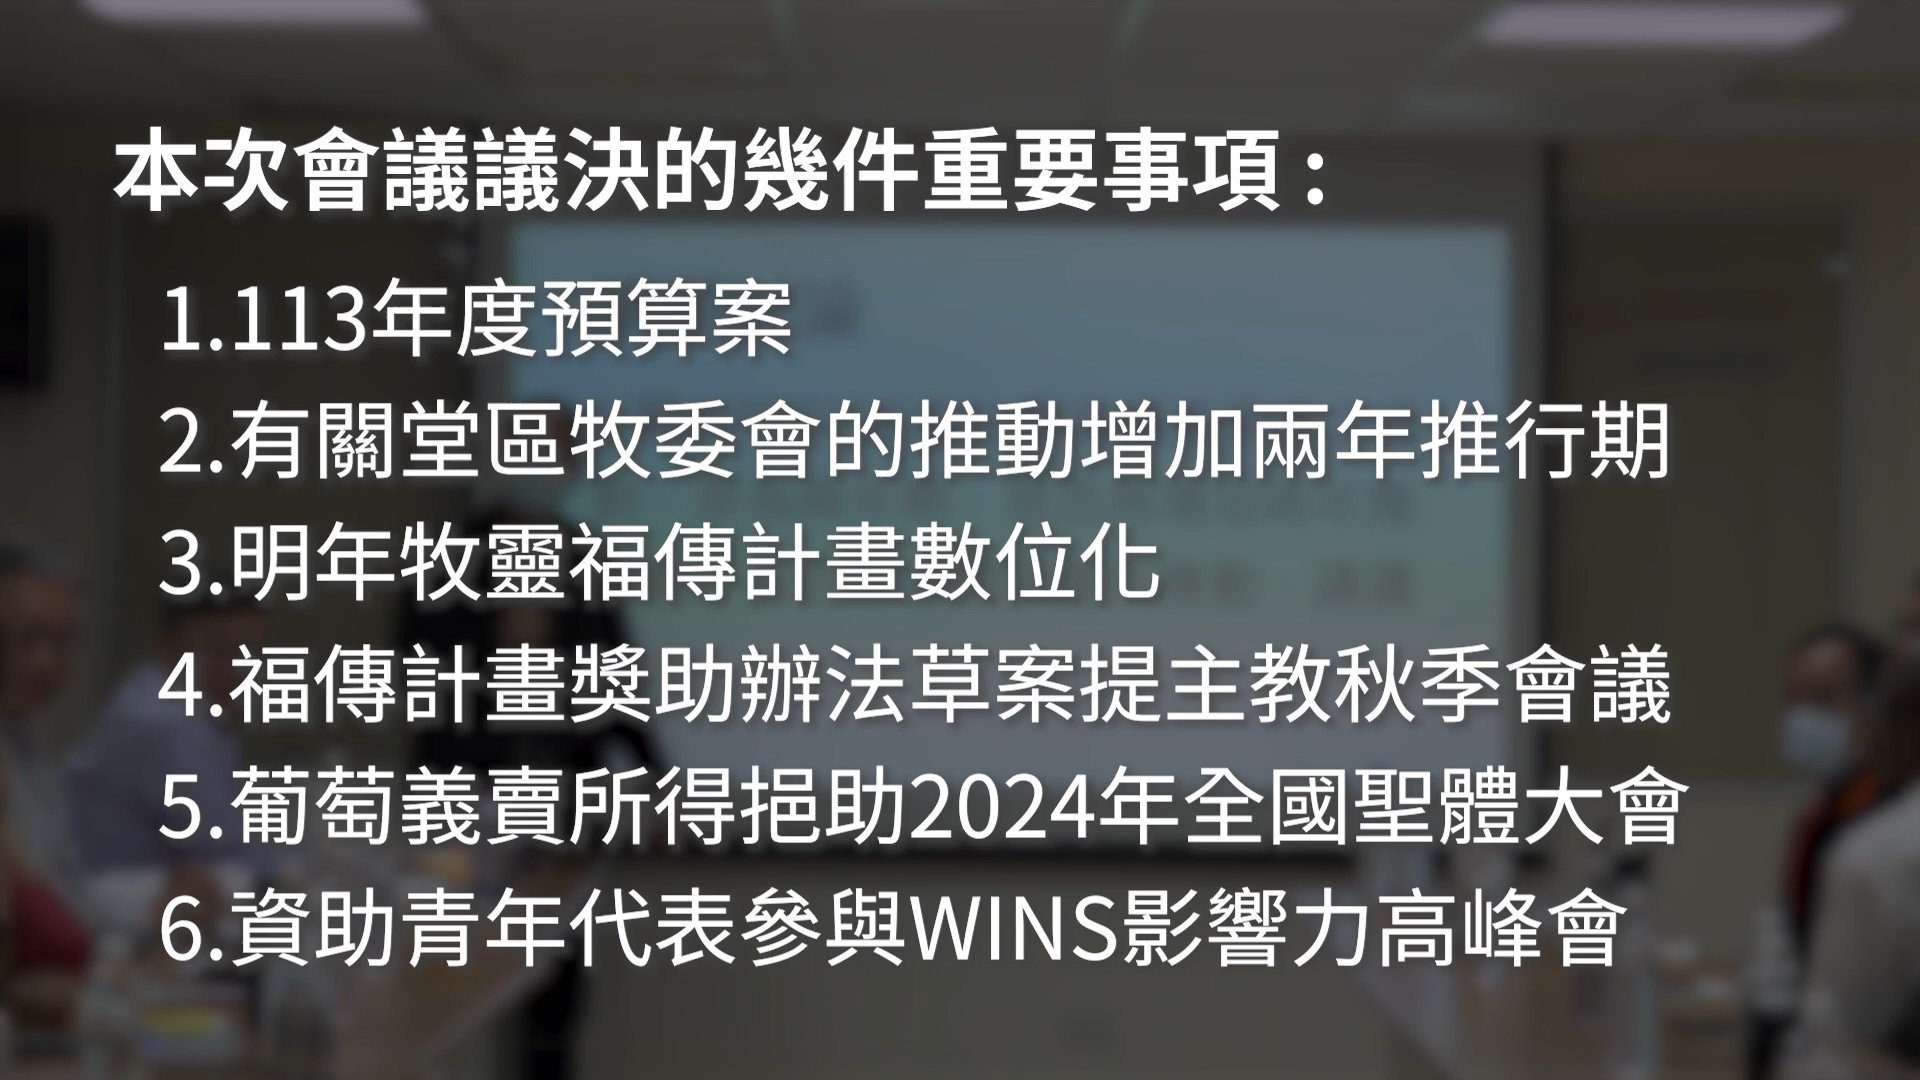 本次會議議決的幾件重要事項：
1.113年度預算案
2.有關堂區牧委會的推動增加兩年推行期
3.明年牧靈福傳計畫數位化
4.福傳計畫獎助辦法草案提主教秋季會議
5.葡萄義賣所得挹助2024年全國聖體大會
6.資助青年代表參與WINS影響力高峰會